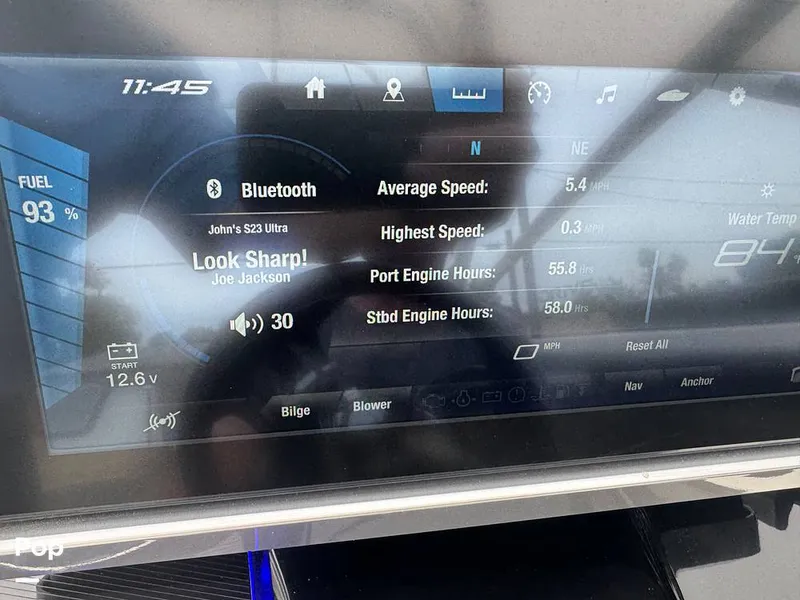 11:45
N NE
FUEL
93 %
Bluetooth
John's S23 Ultra
Look Sharp!
Joe Jackson
30
START
12.6 V
Average Speed: 5.4 MPH
Highest Speed: 0.3 MPH
Port Engine Hours: 55.8 Hrs
Stbd Engine Hours: 58.0 Hrs
Water Temp
84
MPH Reset All
Bilge Blower Nav Anchor
Pop